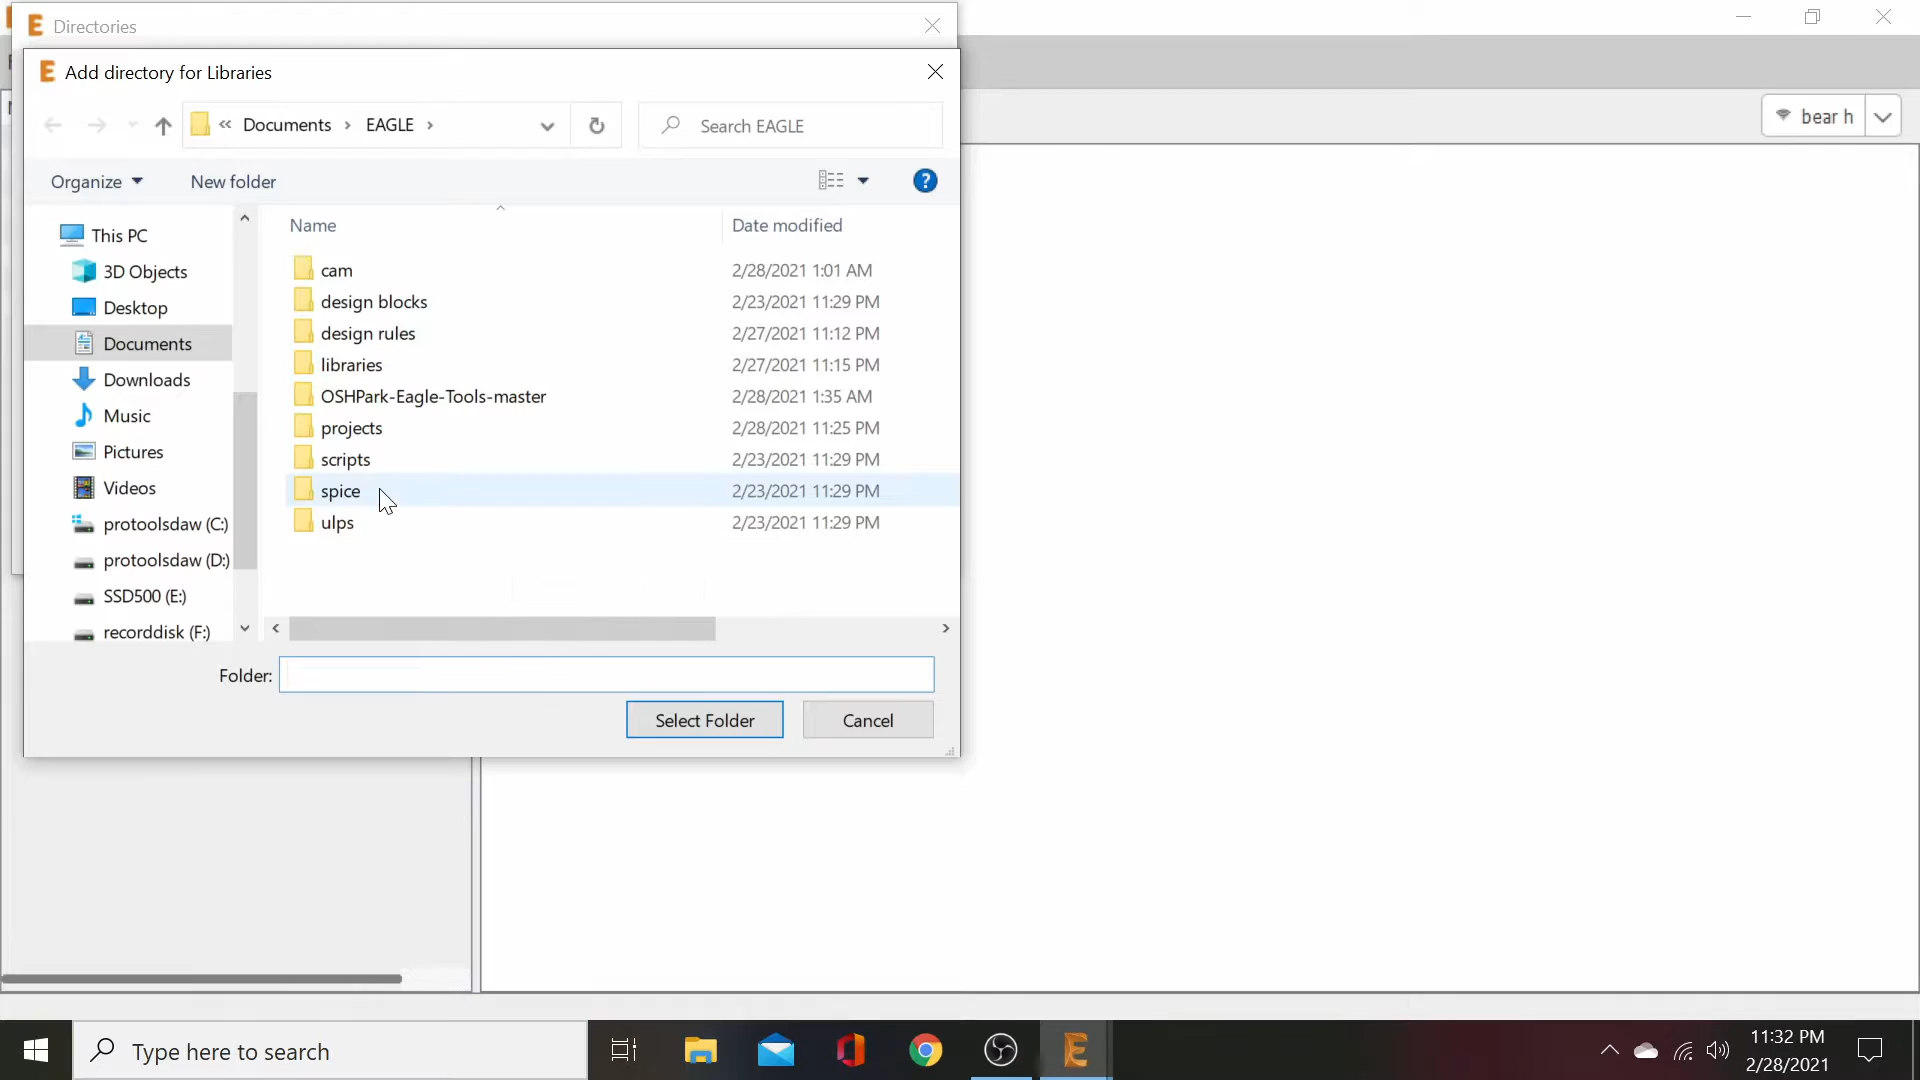 Directories
Add directory for Libraries
« Documents › EAGLE ›
Search EAGLE
bear h
Organize
New folder
?
Name
Date modified
This PC
3D Objects
Desktop
Documents
Downloads
Music
Pictures
Videos
protoolsdaw (C:)
protoolsdaw (D:)
SSD500 (E:)
recorddisk (F:)
cam 2/28/2021 1:01 AM
design blocks 2/23/2021 11:29 PM
design rules 2/27/2021 11:12 PM
libraries 2/27/2021 11:15 PM
OSHPark-Eagle-Tools-master 2/28/2021 1:35 AM
projects 2/28/2021 11:25 PM
scripts 2/23/2021 11:29 PM
spice 2/23/2021 11:29 PM
ulps 2/23/2021 11:29 PM
Folder:
Select Folder
Cancel
Type here to search
11:32 PM
2/28/2021